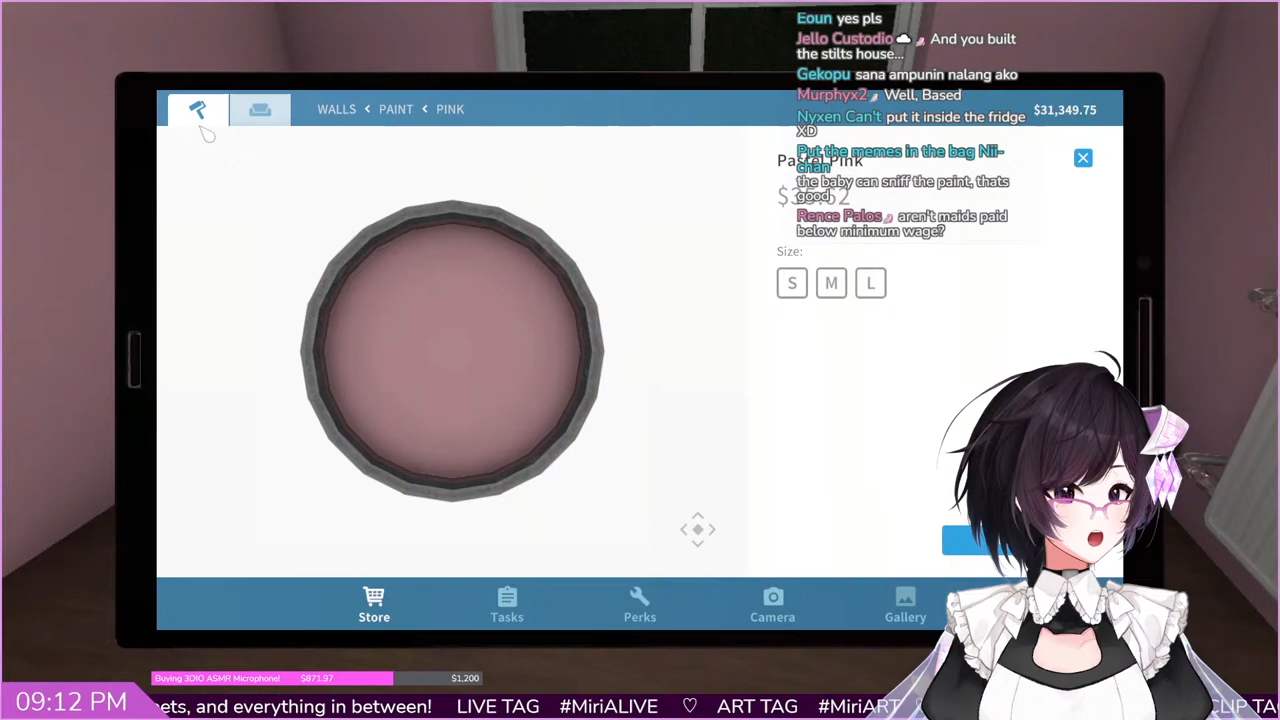 Eoun yes pls
Jello Custodio And you built
the stilts house...
Gekopu sana ampunin nalang ako
Murphyx2 Well, Based
Nyxen Can't put it inside the fridge
XD
Put the memes in the bag Nii-
chan
the baby can sniff the paint, thats
good
Rence Palos aren't maids paid
below minimum wage?
WALLS < PAINT < PINK
$31,349.75
Pastel Pink
Size:
S M L
Store
Tasks
Perks
Camera
Gallery
Buying 3DIO ASMR Microphone! $871.97 $1,200
09:12 PM
ets, and everything in between! LIVE TAG #MiriALIVE ♡ ART TAG #MiriART CLIP TA